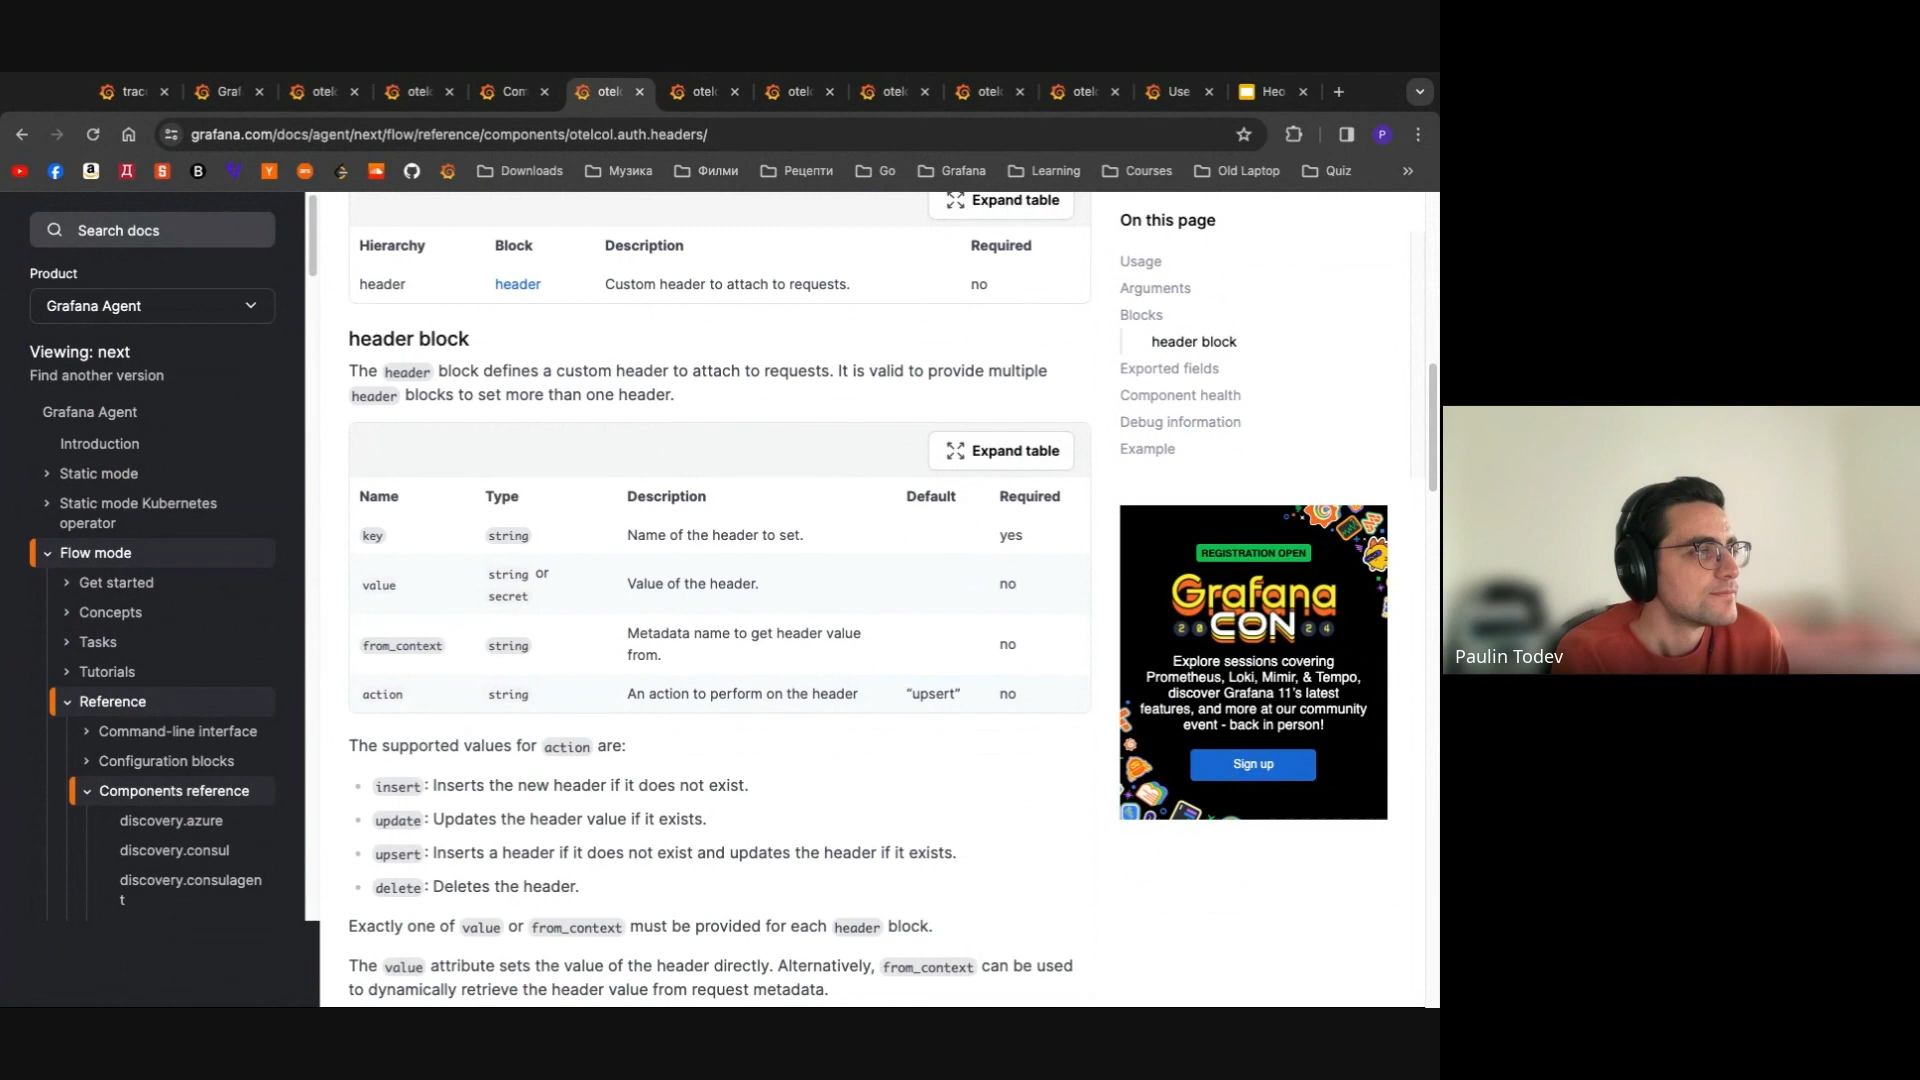 trac
Graf
otelc
otelc
Com
otelc
otelc
otelc
otelc
otelc
otelc
Use
Нео
grafana.com/docs/agent/next/flow/reference/components/otelcol.auth.headers/
P
Downloads
Музика
Филми
Рецепти
Go
Grafana
Learning
Courses
Old Laptop
Quiz
Search docs
Product
Grafana Agent
Viewing: next
Find another version
Grafana Agent
Introduction
Static mode
Static mode Kubernetes
operator
Flow mode
Get started
Concepts
Tasks
Tutorials
Reference
Command-line interface
Configuration blocks
Components reference
discovery.azure
discovery.consul
discovery.consulagen
t
Expand table
Hierarchy Block Description Required
header header Custom header to attach to requests. no
header block
The header block defines a custom header to attach to requests. It is valid to provide multiple
header blocks to set more than one header.
Expand table
Name Type Description Default Required
key string Name of the header to set. yes
value string or secret Value of the header. no
from_context string Metadata name to get header value
from. no
action string An action to perform on the header “upsert” no
The supported values for action are:
insert: Inserts the new header if it does not exist.
update: Updates the header value if it exists.
upsert: Inserts a header if it does not exist and updates the header if it exists.
delete: Deletes the header.
Exactly one of value or from_context must be provided for each header block.
The value attribute sets the value of the header directly. Alternatively, from_context can be used
to dynamically retrieve the header value from request metadata.
On this page
Usage
Arguments
Blocks
header block
Exported fields
Component health
Debug information
Example
REGISTRATION OPEN
Grafana
20 CON 24
Explore sessions covering
Prometheus, Loki, Mimir, & Tempo,
discover Grafana 11's latest
features, and more at our community
event - back in person!
Sign up
Paulin Todev